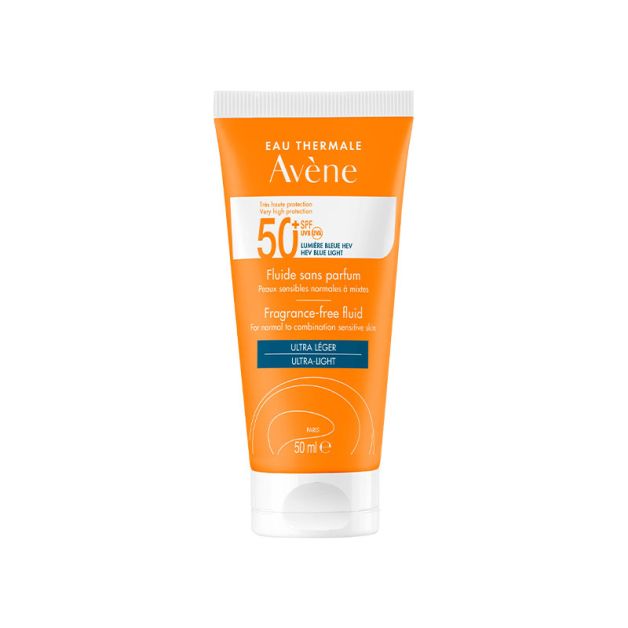 EAU THERMALE
Avène
Très haute protection
Very high protection
50+ SPF
UVB UVA
LUMIÈRE BLEUE HEV
HEV BLUE LIGHT
Fluide sans parfum
Peaux sensibles normales à mixtes
Fragrance-free fluid
For normal to combination sensitive skin
ULTRA LÉGER
ULTRA-LIGHT
PARIS
50 ml ℮